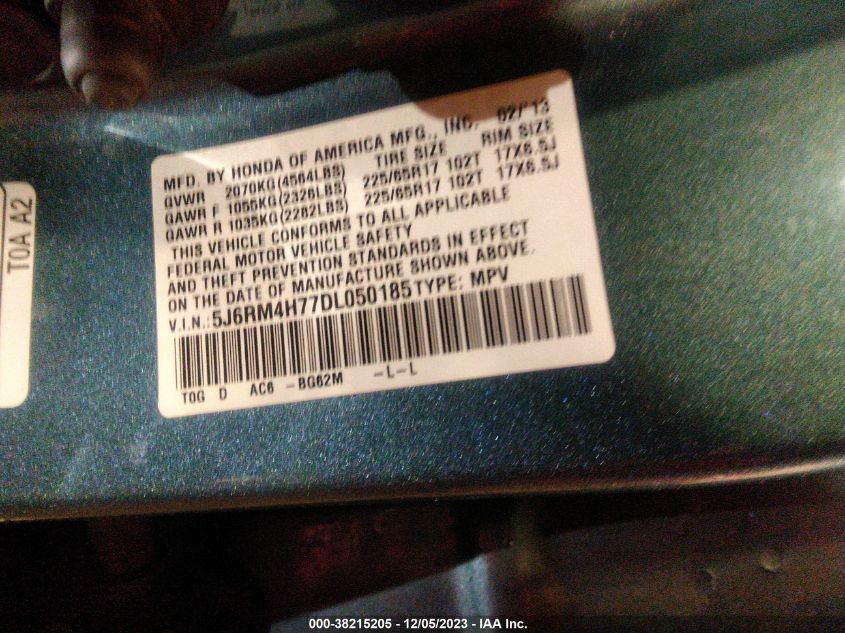 MFD. BY HONDA OF AMERICA MFG., INC. 02/13
GVWR 2070KG(4564LBS) TIRE SIZE RIM SIZE
GAWR F 1055KG(2326LBS) 225/65R17 102T 17X6.5J
GAWR R 1035KG(2282LBS) 225/65R17 102T 17X6.5J
THIS VEHICLE CONFORMS TO ALL APPLICABLE
FEDERAL MOTOR VEHICLE SAFETY
AND THEFT PREVENTION STANDARDS IN EFFECT
ON THE DATE OF MANUFACTURE SHOWN ABOVE.
V.I.N.: 5J6RM4H77DL050185 TYPE: MPV
T0G D AC6 -BG62M -L-L
T0A A2
000-38215205 - 12/05/2023 - IAA Inc.